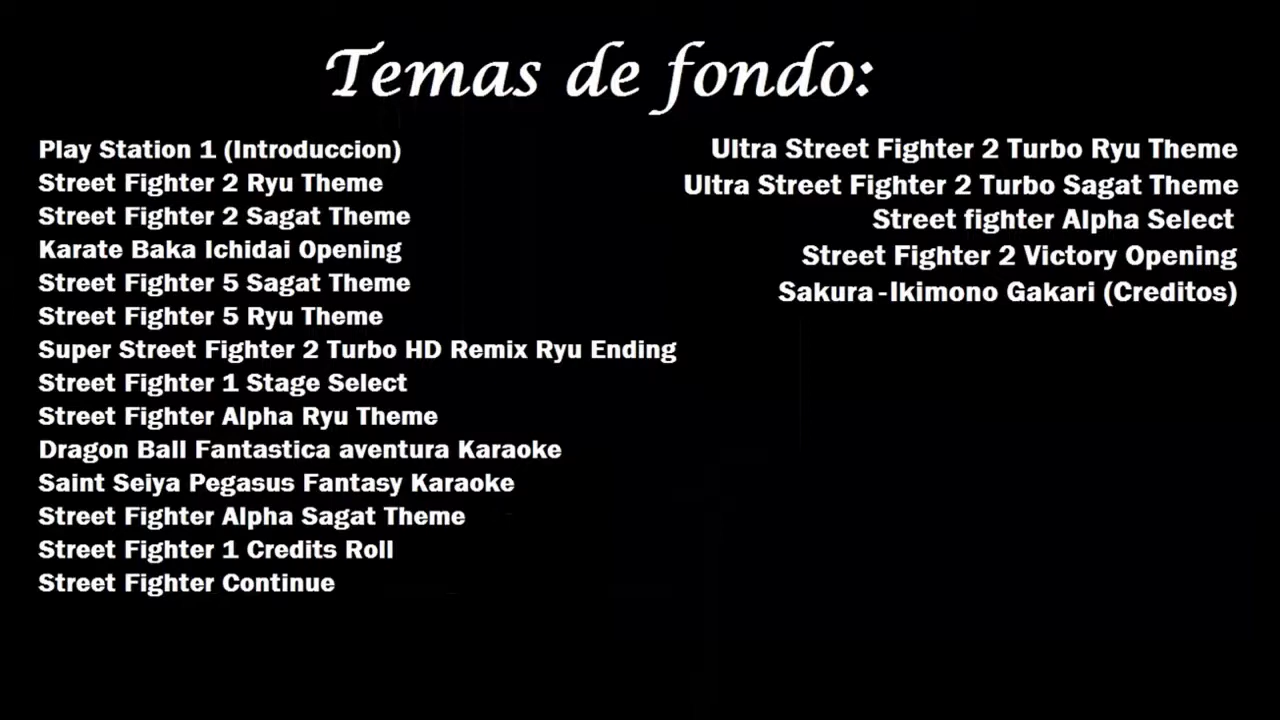 Temas de fondo:
Play Station 1 (Introduccion)
Street Fighter 2 Ryu Theme
Street Fighter 2 Sagat Theme
Karate Baka Ichidai Opening
Street Fighter 5 Sagat Theme
Street Fighter 5 Ryu Theme
Super Street Fighter 2 Turbo HD Remix Ryu Ending
Street Fighter 1 Stage Select
Street Fighter Alpha Ryu Theme
Dragon Ball Fantastica aventura Karaoke
Saint Seiya Pegasus Fantasy Karaoke
Street Fighter Alpha Sagat Theme
Street Fighter 1 Credits Roll
Street Fighter Continue
Ultra Street Fighter 2 Turbo Ryu Theme
Ultra Street Fighter 2 Turbo Sagat Theme
Street fighter Alpha Select
Street Fighter 2 Victory Opening
Sakura-Ikimono Gakari (Creditos)